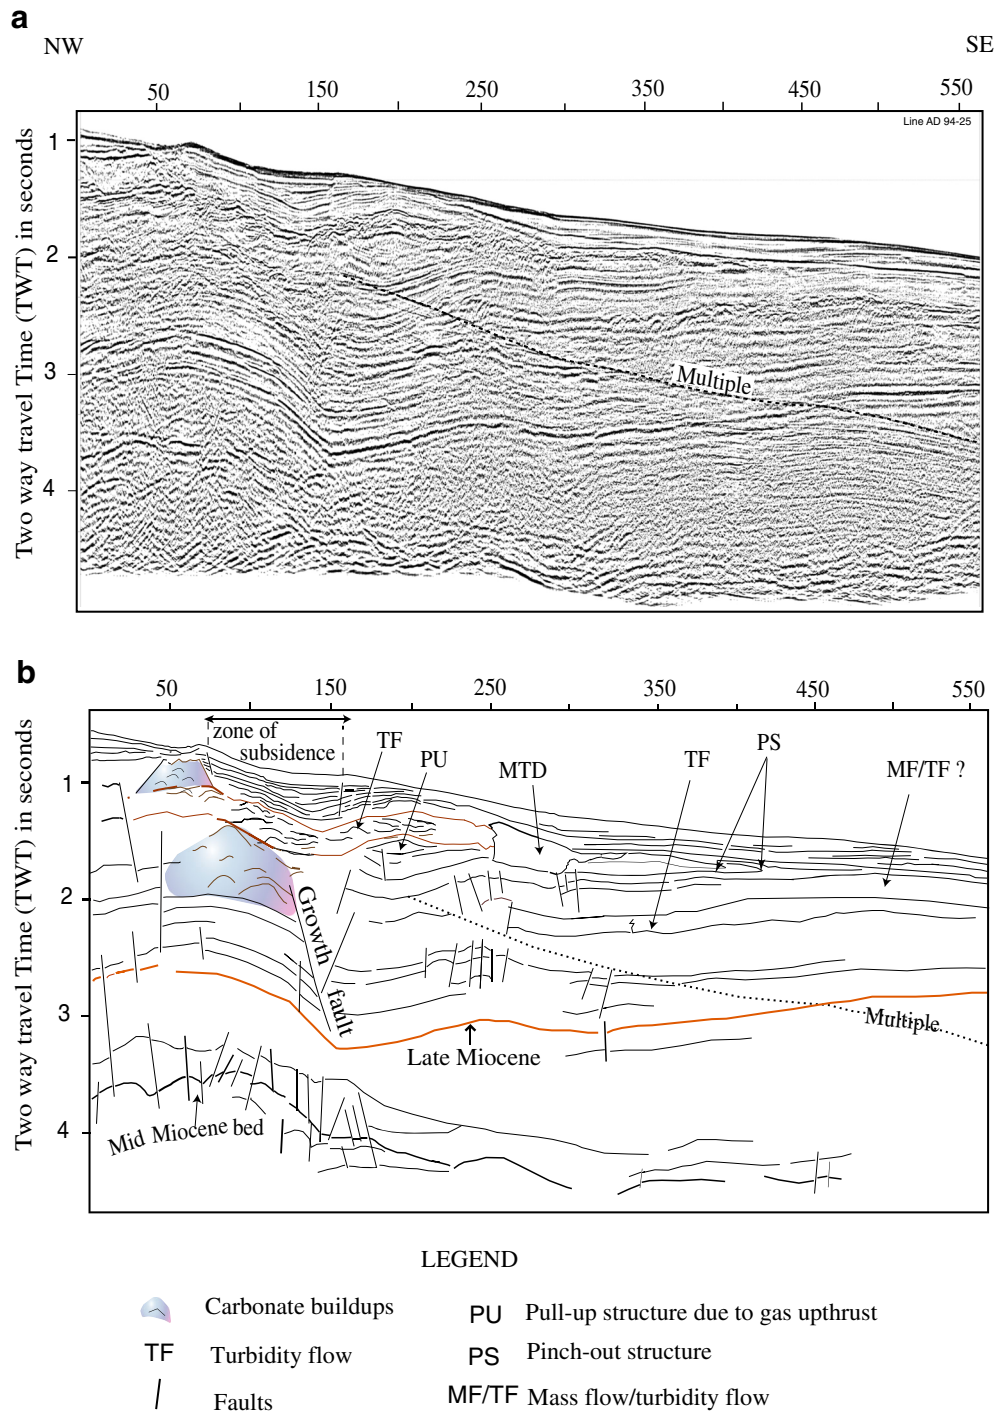 a
NW
SE
50
150
250
350
450
550
Line AD 94-25
1
2
3
4
Two way travel Time (TWT) in seconds
Multiple
b
50
150
250
350
450
550
zone of
subsidence
TF
PU
MTD
TF
PS
MF/TF ?
1
2
3
4
Two way travel Time (TWT) in seconds
Growth
fault
Multiple
Late Miocene
Mid Miocene bed
LEGEND
Carbonate buildups
PU Pull-up structure due to gas upthrust
TF Turbidity flow
PS Pinch-out structure
Faults
MF/TF Mass flow/turbidity flow